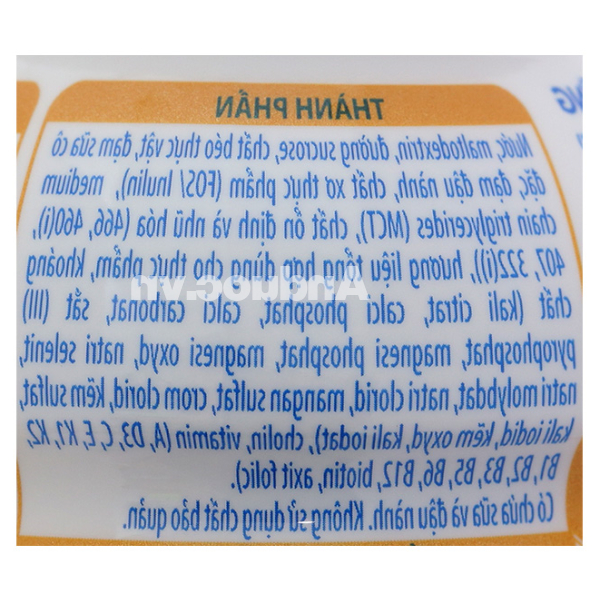 THÀNH PHẦN
Nước, maltodextrin, đường sucrose, chất béo thực vật, đạm sữa cô
đặc, đạm đậu nành, chất xơ thực phẩm (FOS/ Inulin), medium
chain triglycerides (MCT), chất ổn định và nhũ hóa (466, 460(i),
407, 322(i)), hương liệu tổng hợp dùng cho thực phẩm, khoáng
chất (kali citrat, calci phosphat, calci carbonat, sắt (III)
pyrophosphat, magnesi phosphat, magnesi oxyd, natri selenit,
natri molybdat, natri clorid, mangan sulfat, crom clorid, kẽm sulfat,
kali iodid, kẽm oxyd, kali iodat), cholin, vitamin (A, D3, C, E, K1, K2,
B1, B2, B3, B5, B6, B12, biotin, axit folic).
Có chứa sữa và đậu nành. Không sử dụng chất bảo quản.
Anduoc.vn